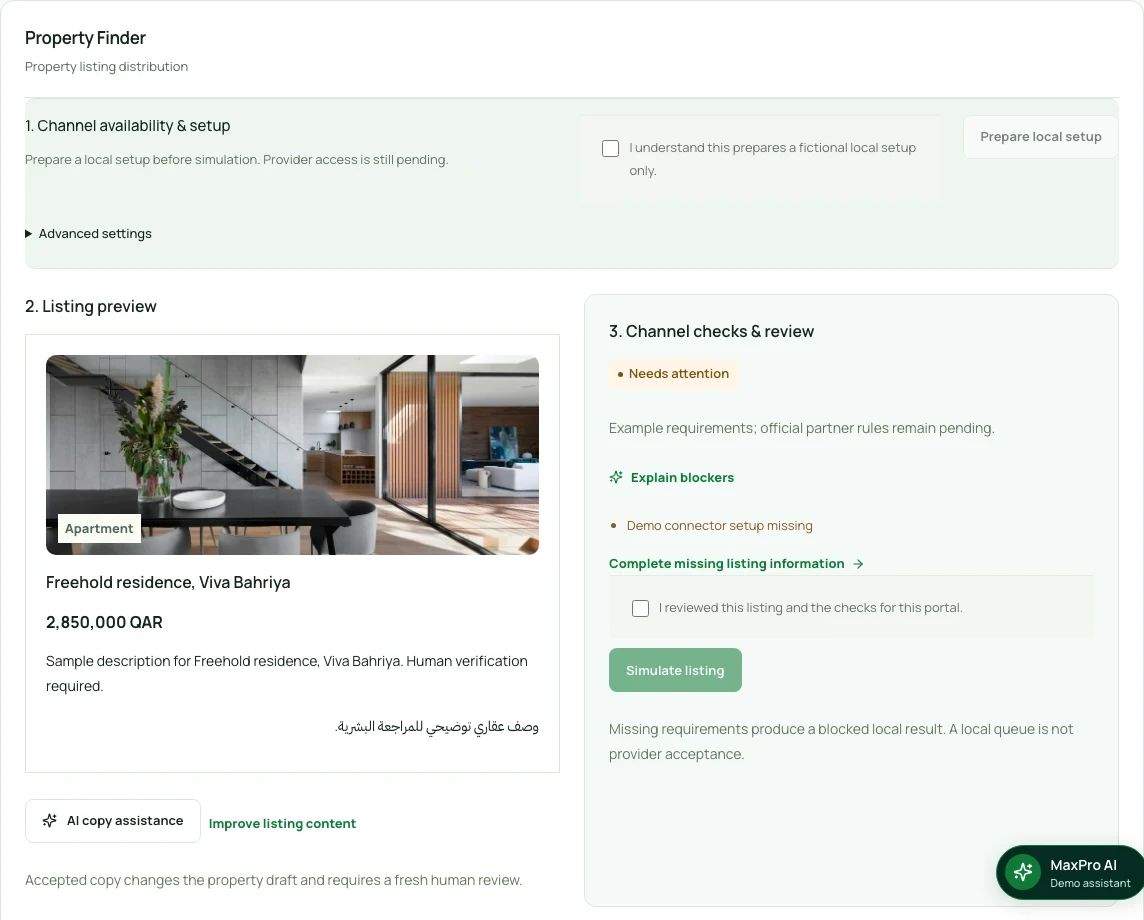 Property Finder
Property listing distribution
1. Channel availability & setup
Prepare a local setup before simulation. Provider access is still pending.
I understand this prepares a fictional local setup
only.
Prepare local setup
Advanced settings
2. Listing preview
Apartment
Freehold residence, Viva Bahriya
2,850,000 QAR
Sample description for Freehold residence, Viva Bahriya. Human verification
required.
وصف عقاري توضيحي للمراجعة البشرية.
AI copy assistance
Improve listing content
Accepted copy changes the property draft and requires a fresh human review.
3. Channel checks & review
• Needs attention
Example requirements; official partner rules remain pending.
Explain blockers
• Demo connector setup missing
Complete missing listing information →
I reviewed this listing and the checks for this portal.
Simulate listing
Missing requirements produce a blocked local result. A local queue is not
provider acceptance.
MaxPro AI
Demo assistant